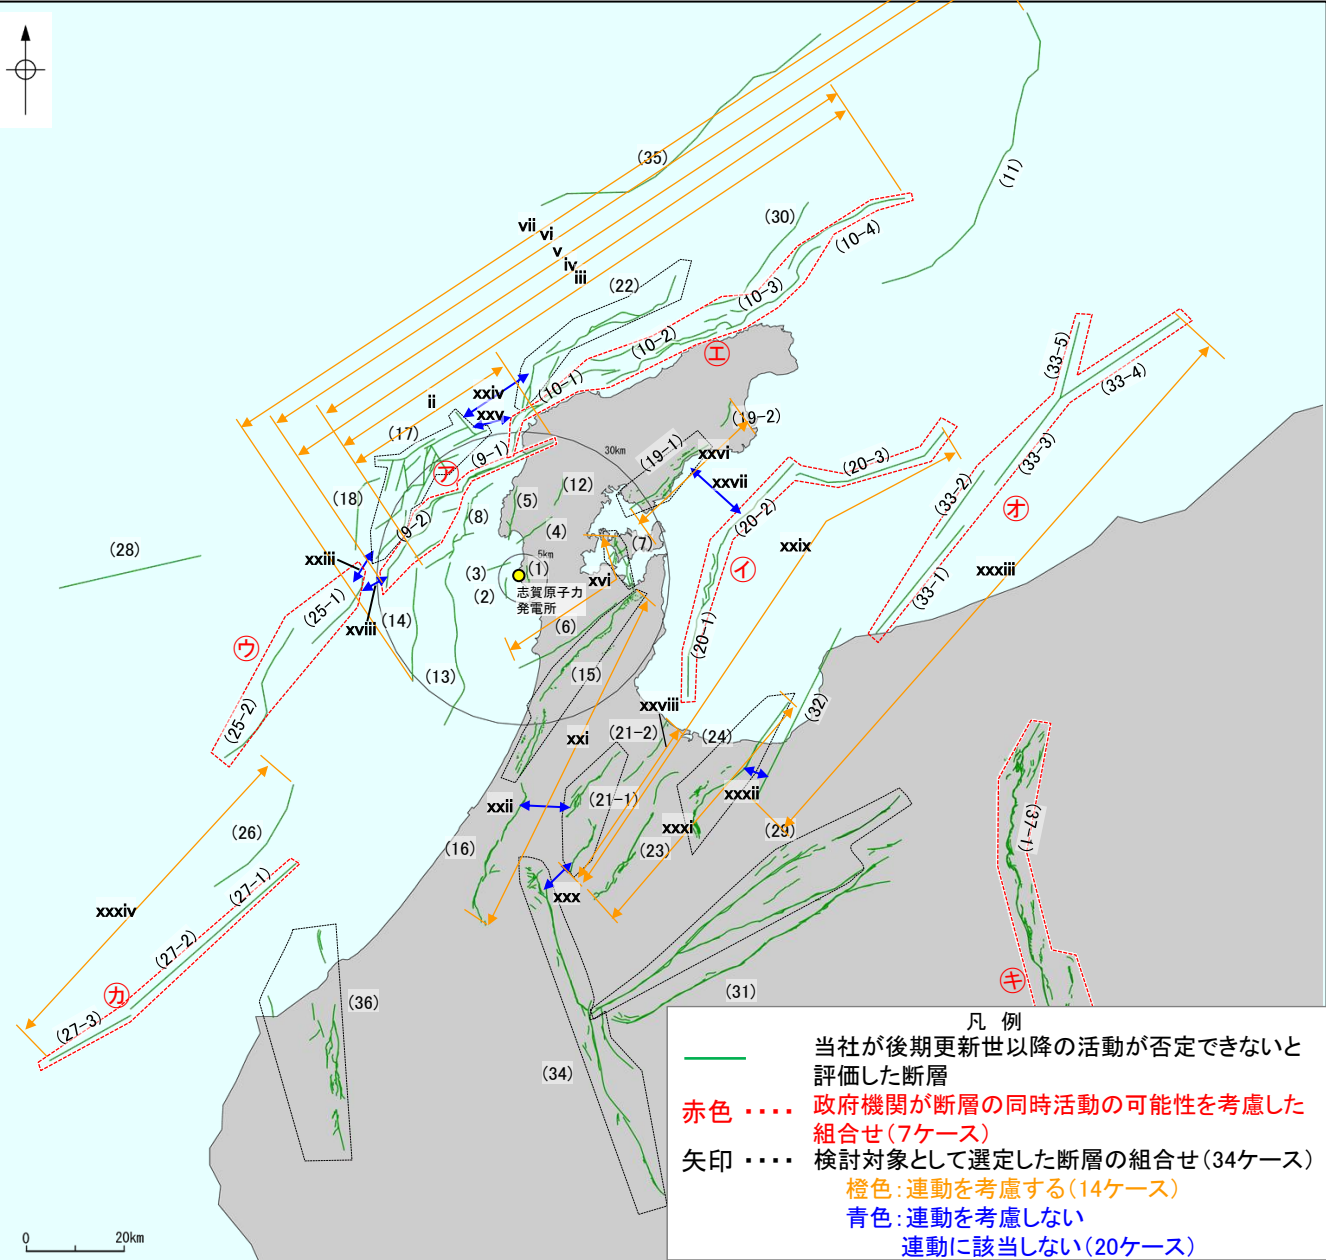 (35)
(11)
(30)
(10-4)
vii
vi
v
iv
iii
(22)
(10-3)
(10-2)
エ
(10-1)
(33-5)
(33-4)
xxiv
ii
xxv
(19-2)
(17)
(9-1)
30km
(19-1)
xxvi
(20-3)
(33-3)
ア
xxvii
(33-2)
(18)
(12)
(8)
(5)
(9-2)
(4)
(20-2)
オ
(28)
(7)
xxix
xxiii
5km
イ
xxxiii
(3)
(1)
xvi
(33-1)
(2)
志賀原子力
発電所
(25-1)
(14)
xviii
(6)
(20-1)
ウ
(13)
(15)
(25-2)
xxviii
(32)
xxi
(21-2)
(24)
xxii
(21-1)
xxxii
xxxi
(29)
(26)
(16)
(23)
(37-1)
(27-1)
xxx
xxxiv
(27-2)
カ
キ
(36)
(31)
(27-3)
(34)
凡 例
当社が後期更新世以降の活動が否定できないと
評価した断層
赤色 ‥‥ 政府機関が断層の同時活動の可能性を考慮した
組合せ(7ケース)
矢印 ‥‥ 検討対象として選定した断層の組合せ(34ケース)
橙色:連動を考慮する(14ケース)
青色:連動を考慮しない
連動に該当しない(20ケース)
0 20km